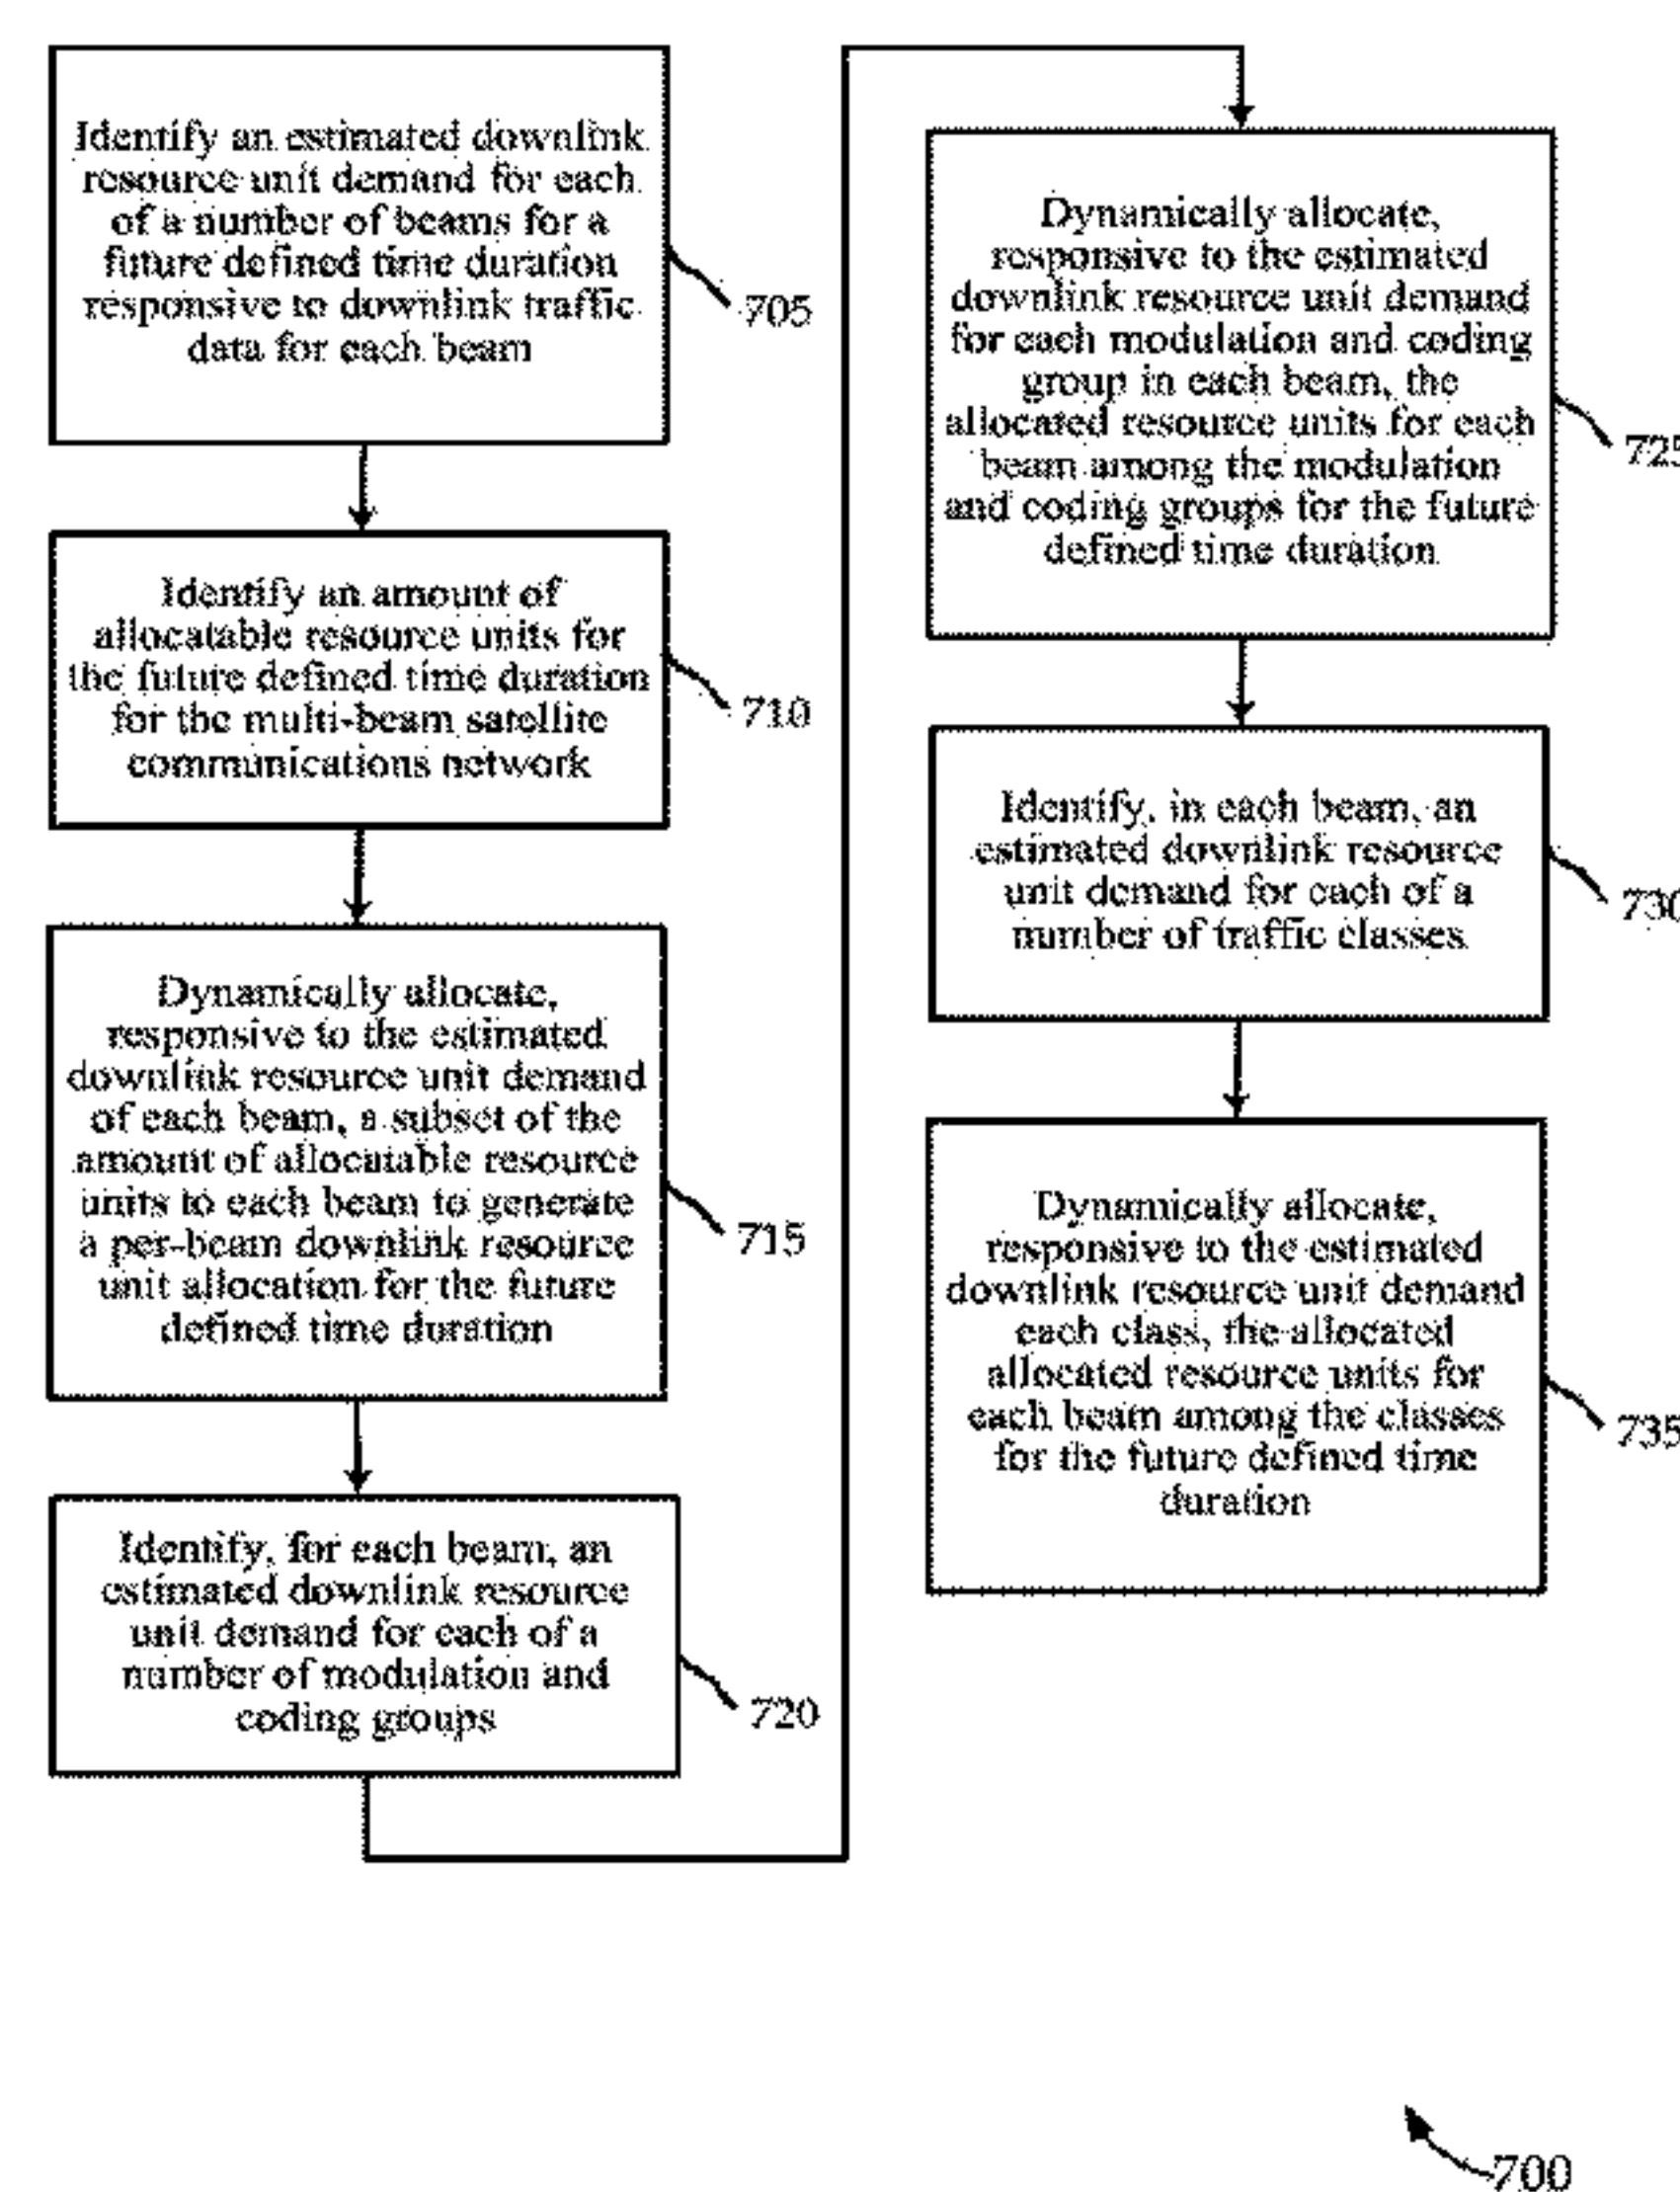 Identify an estimated downlink
resource unit demand for each
of a number of beams for a
future defined time duration
responsive to downlink traffic
data for each beam
705
Identify an amount of
allocatable resource units for
the future defined time duration
for the multi-beam satellite
communications network
710
Dynamically allocate,
responsive to the estimated
downlink resource unit demand
of each beam, a subset of the
amount of allocatable resource
units to each beam to generate
a per-beam downlink resource
unit allocation for the future
defined time duration
715
Identify, for each beam, an
estimated downlink resource
unit demand for each of a
number of modulation and
coding groups
720
Dynamically allocate,
responsive to the estimated
downlink resource unit demand
for each modulation and coding
group in each beam, the
allocated resource units for each
beam among the modulation
and coding groups for the future
defined time duration
725
Identify, in each beam, an
estimated downlink resource
unit demand for each of a
number of traffic classes
730
Dynamically allocate,
responsive to the estimated
downlink resource unit demand
each class, the allocated
allocated resource units for
each beam among the classes
for the future defined time
duration
735
700